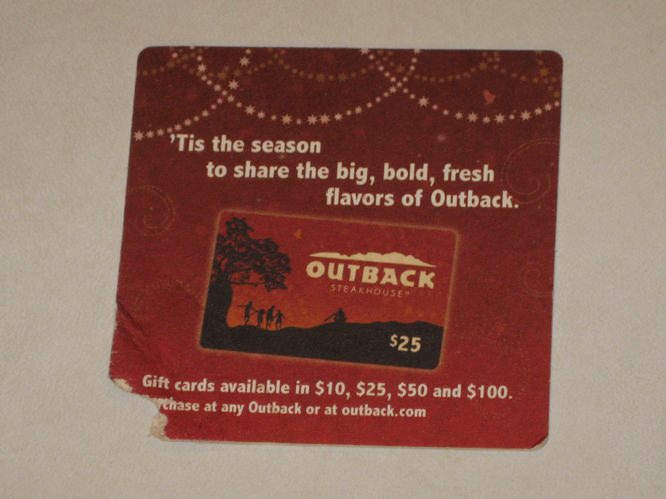 'Tis the season
to share the big, bold, fresh
flavors of Outback.
OUTBACK
STEAKHOUSE®
$25
Gift cards available in $10, $25, $50 and $100.
chase at any Outback or at outback.com